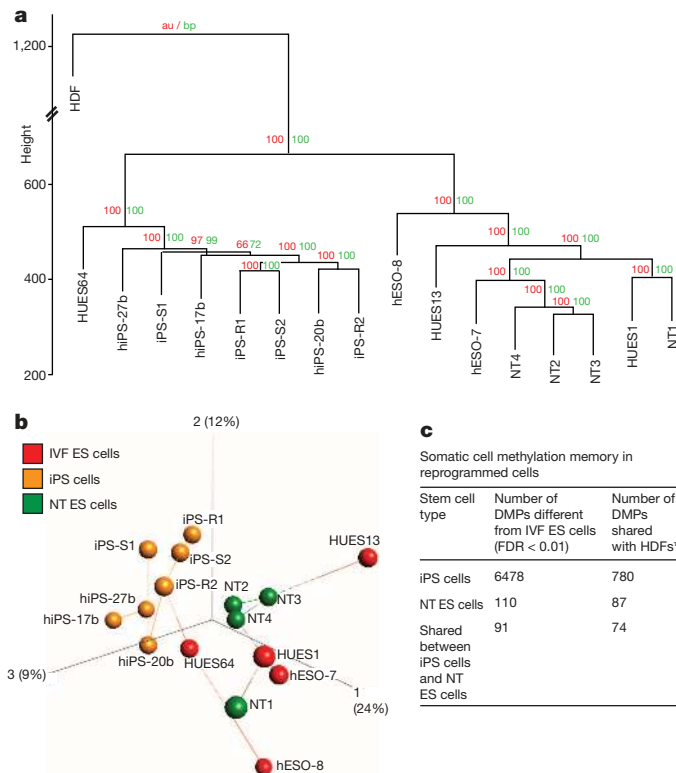 a
au / bp
1,200
HDF
Height
100 100
600
100 100
100 100
100 100
97 99
66 72
100 100
100 100
100 100
100 100
100 100
100 100
100 100
100 100
100 100
400
200
HUES64
hiPS-27b
iPS-S1
hiPS-17b
iPS-R1
iPS-S2
hiPS-20b
iPS-R2
hESO-8
HUES13
hESO-7
NT4
NT2
NT3
HUES1
NT1
b
2 (12%)
IVF ES cells
iPS cells
NT ES cells
iPS-R1
iPS-S1
iPS-S2
HUES13
iPS-R2
NT2
NT3
hiPS-27b
NT4
hiPS-17b
hiPS-20b
HUES64
HUES1
hESO-7
3 (9%)
1
(24%)
NT1
hESO-8
c
Somatic cell methylation memory in
reprogrammed cells
Stem cell
type
Number of
DMPs different
from IVF ES cells
(FDR < 0.01)
Number of
DMPs
shared
with HDFs*
iPS cells 6478 780
NT ES cells 110 87
Shared 91 74
between
iPS cells
and NT
ES cells